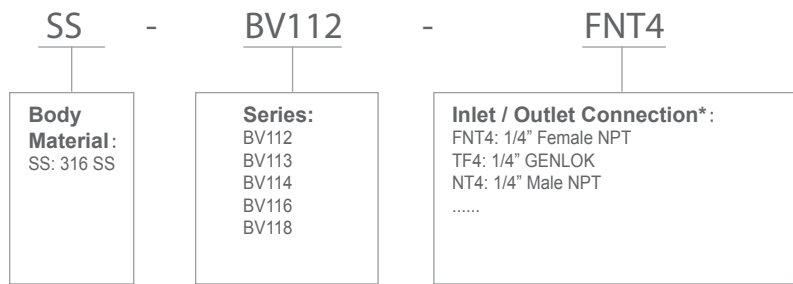 SS - BV112 - FNT4
Body
Material:
SS: 316 SS
Series:
BV112
BV113
BV114
BV116
BV118
Inlet / Outlet Connection*:
FNT4: 1/4” Female NPT
TF4: 1/4” GENLOK
NT4: 1/4” Male NPT
......